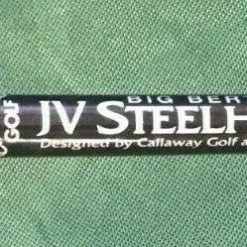 GOLF
BIG BER
JV STEELH
Designed by Callaway Golf a